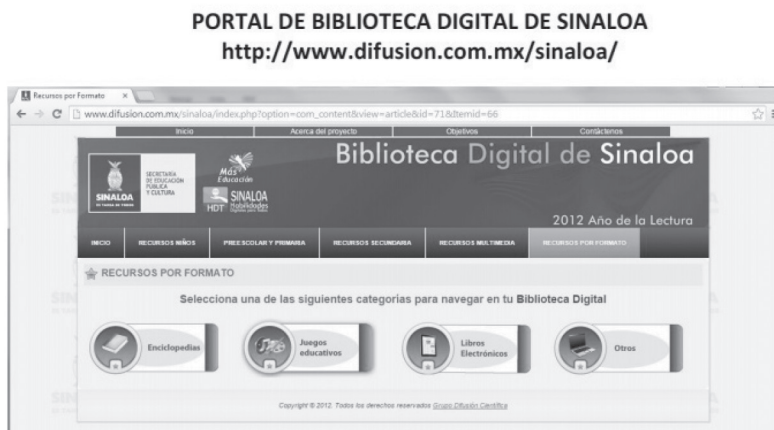 PORTAL DE BIBLIOTECA DIGITAL DE SINALOA
http://www.difusion.com.mx/sinaloa/
Recursos por Formato
www.difusion.com.mx/sinaloa/index.php?option=com_content&view=article&id=71&Itemid=66
Inicio Acerca del proyecto Objetivos Contáctenos
Biblioteca Digital de Sinaloa
SINALOA
SECRETARÍA
DE EDUCACIÓN
PÚBLICA
Y CULTURA
Más
Educación
HDT
SINALOA
Habilidades
Digitales para Todos
2012 Año de la Lectura
INICIO RECURSOS NIÑOS PREESCOLAR Y PRIMARIA RECURSOS SECUNDARIA RECURSOS MULTIMEDIA RECURSOS POR FORMATO
RECURSOS POR FORMATO
Selecciona una de las siguientes categorias para navegar en tu Biblioteca Digital
Enciclopedias
Juegos
educativos
Libros
Electrónicos
Otros
Copyright © 2012. Todos los derechos reservados Grupo Difusión Científica